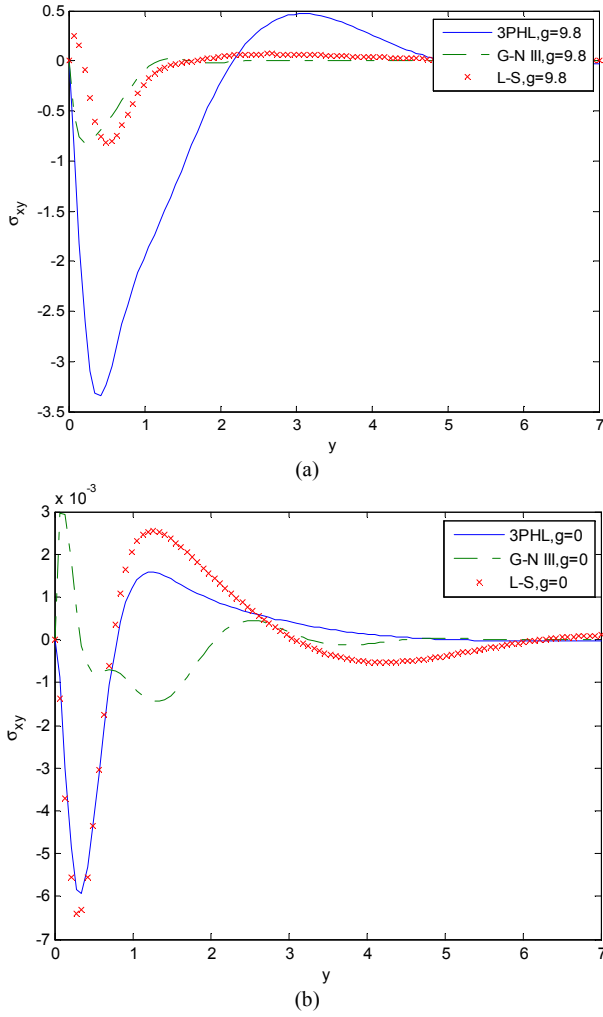 0.5
0
-0.5
-1
-1.5
-2
-2.5
-3
-3.5
σxy
0 1 2 3 4 5 6 7
y
3PHL,g=9.8
G-N III,g=9.8
L-S,g=9.8
(a)
x 10-3
3
2
1
0
-1
-2
-3
-4
-5
-6
-7
σxy
0 1 2 3 4 5 6 7
y
3PHL,g=0
G-N III,g=0
L-S,g=0
(b)